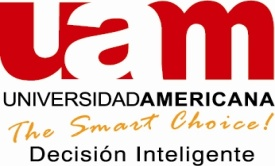 uam
UNIVERSIDADAMERICANA
The Smart Choice!
Decisión Inteligente